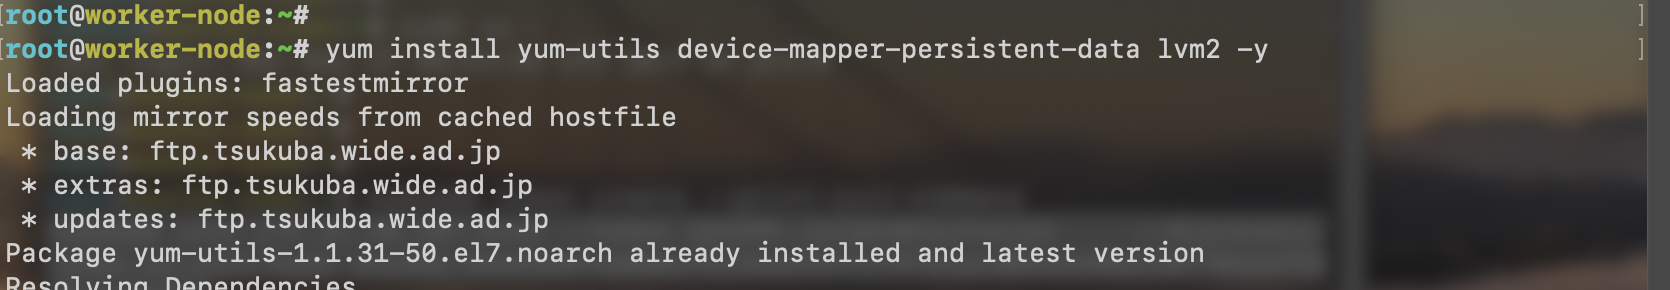 [root@worker-node:~# ]
[root@worker-node:~# yum install yum-utils device-mapper-persistent-data lvm2 -y ]
Loaded plugins: fastestmirror
Loading mirror speeds from cached hostfile
 * base: ftp.tsukuba.wide.ad.jp
 * extras: ftp.tsukuba.wide.ad.jp
 * updates: ftp.tsukuba.wide.ad.jp
Package yum-utils-1.1.31-50.el7.noarch already installed and latest version
Resolving Dependencies